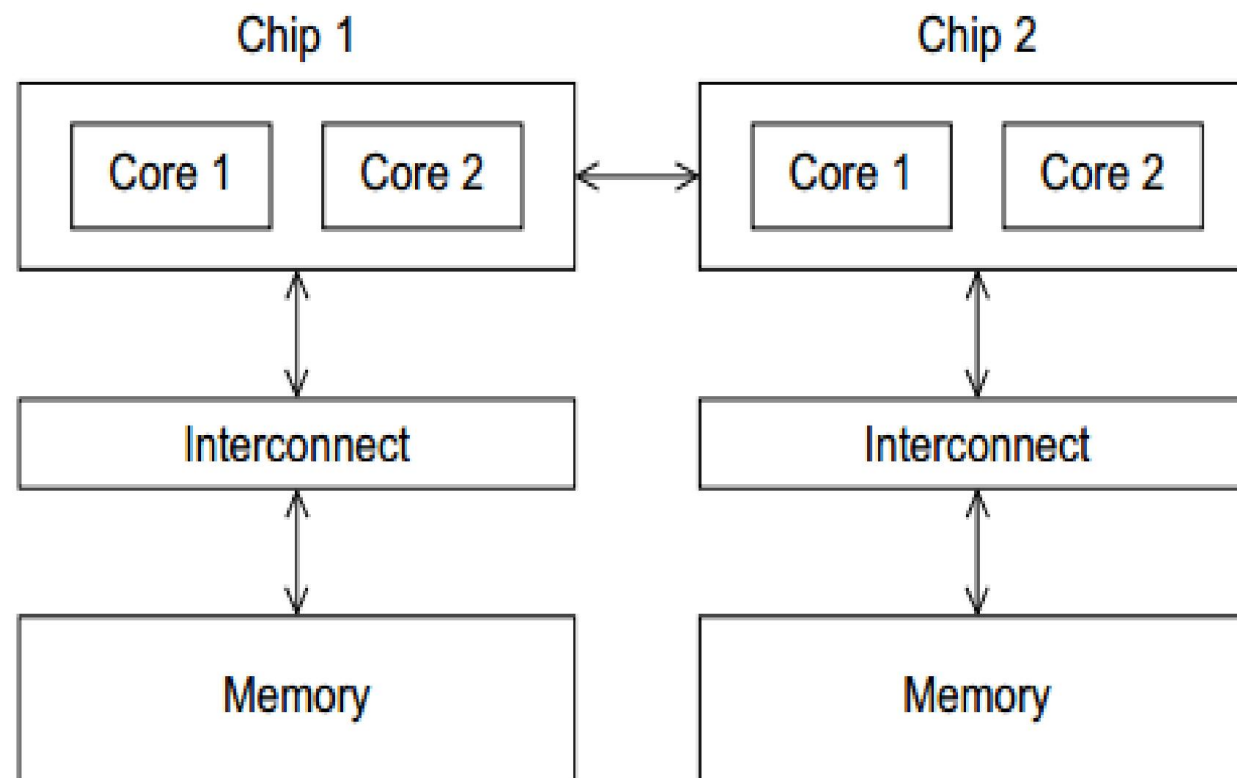 Chip 1
Chip 2
Core 1
Core 2
Core 1
Core 2
Interconnect
Interconnect
Memory
Memory